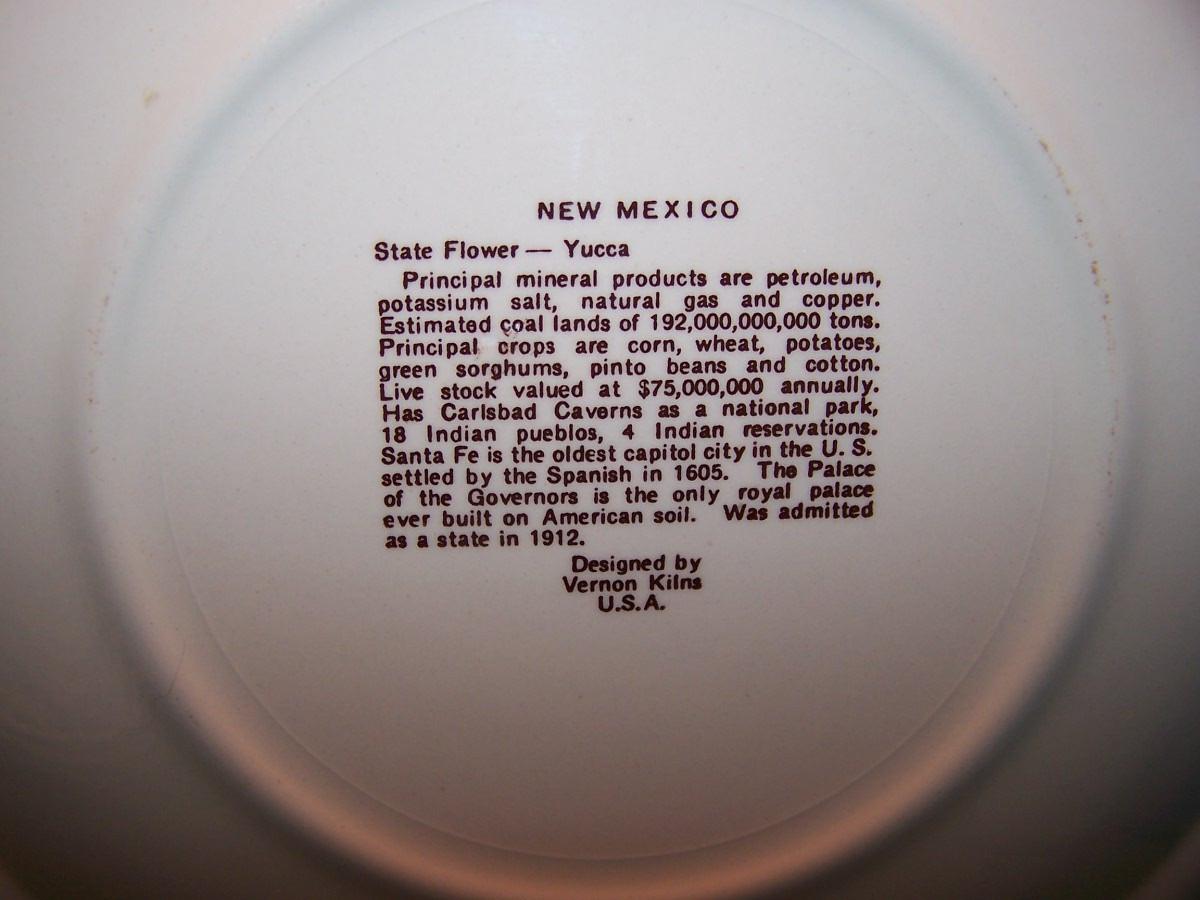 NEW MEXICO
State Flower — Yucca
Principal mineral products are petroleum,
potassium salt, natural gas and copper.
Estimated coal lands of 192,000,000,000 tons.
Principal crops are corn, wheat, potatoes,
green sorghums, pinto beans and cotton.
Live stock valued at $75,000,000 annually.
Has Carlsbad Caverns as a national park,
18 Indian pueblos, 4 Indian reservations.
Santa Fe is the oldest capitol city in the U. S.
settled by the Spanish in 1605. The Palace
of the Governors is the only royal palace
ever built on American soil. Was admitted
as a state in 1912.
Designed by
Vernon Kilns
U.S.A.